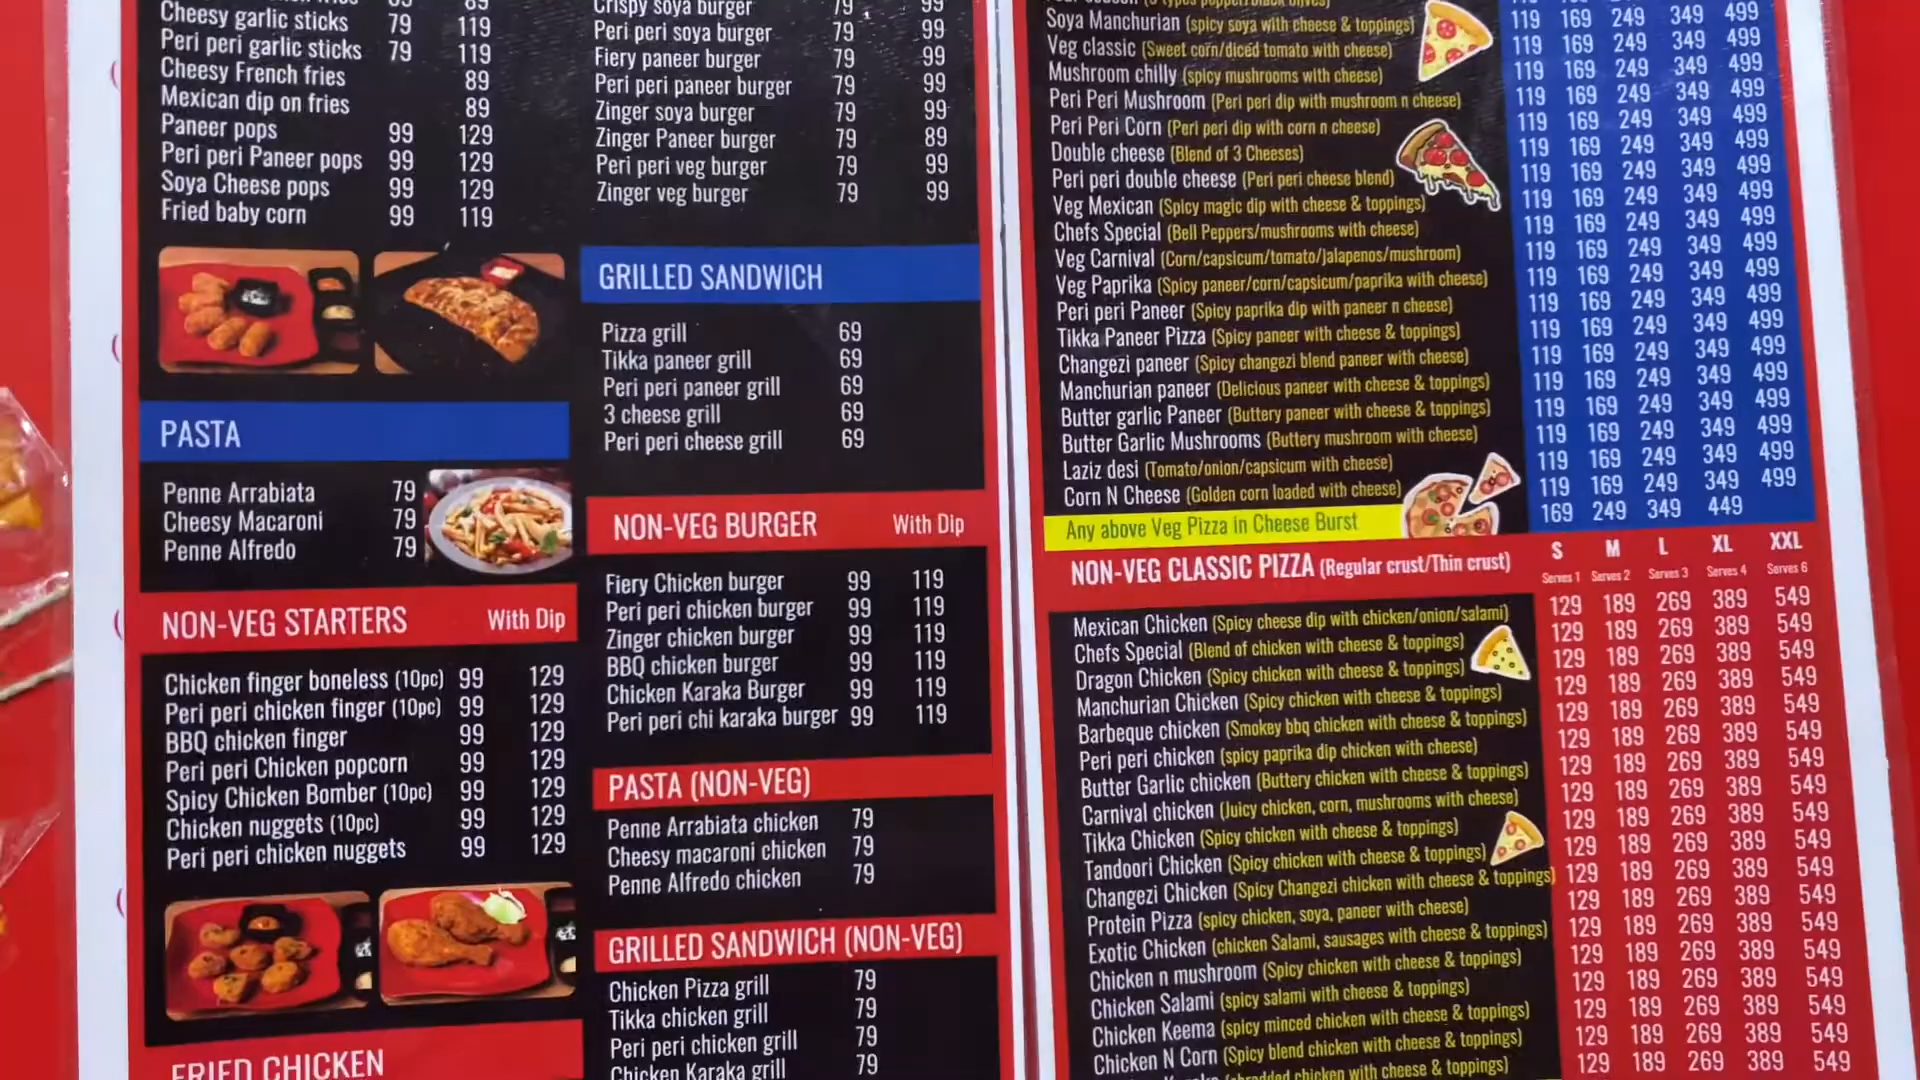 Cheesy garlic sticks 79 119
Peri peri garlic sticks 79 119
Cheesy French fries 89
Mexican dip on fries 89
Paneer pops 99 129
Peri peri Paneer pops 99 129
Soya Cheese pops 99 129
Fried baby corn 99 119
PASTA
Penne Arrabiata 79
Cheesy Macaroni 79
Penne Alfredo 79
NON-VEG STARTERS With Dip
Chicken finger boneless (10pc) 99 129
Peri peri chicken finger (10pc) 99 129
BBQ chicken finger 99 129
Peri peri Chicken popcorn 99 129
Spicy Chicken Bomber (10pc) 99 129
Chicken nuggets (10pc) 99 129
Peri peri chicken nuggets 99 129
FRIED CHICKEN
Crispy soya burger 79 99
Peri peri soya burger 79 99
Fiery paneer burger 79 99
Peri peri paneer burger 79 99
Zinger soya burger 79 99
Zinger Paneer burger 79 89
Peri peri veg burger 79 99
Zinger veg burger 79 99
GRILLED SANDWICH
Pizza grill 69
Tikka paneer grill 69
Peri peri paneer grill 69
3 cheese grill 69
Peri peri cheese grill 69
NON-VEG BURGER With Dip
Fiery Chicken burger 99 119
Peri peri chicken burger 99 119
Zinger chicken burger 99 119
BBQ chicken burger 99 119
Chicken Karaka Burger 99 119
Peri peri chi karaka burger 99 119
PASTA (NON-VEG)
Penne Arrabiata chicken 79
Cheesy macaroni chicken 79
Penne Alfredo chicken 79
GRILLED SANDWICH (NON-VEG)
Chicken Pizza grill 79
Tikka chicken grill 79
Peri peri chicken grill 79
Chicken Karaka grill 79
Soya Manchurian (spicy soya with cheese & toppings) 119 169 249 349 499
Veg classic (Sweet corn/diced tomato with cheese) 119 169 249 349 499
Mushroom chilly (spicy mushrooms with cheese) 119 169 249 349 499
Peri Peri Mushroom (Peri peri dip with mushroom n cheese) 119 169 249 349 499
Peri Peri Corn (Peri peri dip with corn n cheese) 119 169 249 349 499
Double cheese (Blend of 3 Cheeses) 119 169 249 349 499
Peri peri double cheese (Peri peri cheese blend) 119 169 249 349 499
Veg Mexican (Spicy magic dip with cheese & toppings) 119 169 249 349 499
Chefs Special (Bell Peppers/mushrooms with cheese) 119 169 249 349 499
Veg Carnival (Corn/capsicum/tomato/jalapenos/mushroom) 119 169 249 349 499
Veg Paprika (Spicy paneer/corn/capsicum/paprika with cheese) 119 169 249 349 499
Peri peri Paneer (Spicy paprika dip with paneer n cheese) 119 169 249 349 499
Tikka Paneer Pizza (Spicy paneer with cheese & toppings) 119 169 249 349 499
Changezi paneer (Spicy changezi blend paneer with cheese) 119 169 249 349 499
Manchurian paneer (Delicious paneer with cheese & toppings) 119 169 249 349 499
Butter garlic Paneer (Buttery paneer with cheese & toppings) 119 169 249 349 499
Butter Garlic Mushrooms (Buttery mushroom with cheese) 119 169 249 349 499
Laziz desi (Tomato/onion/capsicum with cheese) 119 169 249 349 499
Corn N Cheese (Golden corn loaded with cheese) 119 169 249 349 499
Any above Veg Pizza in Cheese Burst 169 249 349 449
NON-VEG CLASSIC PIZZA (Regular crust/Thin crust) S M L XL XXL
Serves 1 Serves 2 Serves 3 Serves 4 Serves 6
Mexican Chicken (Spicy cheese dip with chicken/onion/salami) 129 189 269 389 549
Chefs Special (Blend of chicken with cheese & toppings) 129 189 269 389 549
Dragon Chicken (Spicy chicken with cheese & toppings) 129 189 269 389 549
Manchurian Chicken (Spicy chicken with cheese & toppings) 129 189 269 389 549
Barbeque chicken (Smokey bbq chicken with cheese & toppings) 129 189 269 389 549
Peri peri chicken (spicy paprika dip chicken with cheese) 129 189 269 389 549
Butter Garlic chicken (Buttery chicken with cheese & toppings) 129 189 269 389 549
Carnival chicken (Juicy chicken, corn, mushrooms with cheese) 129 189 269 389 549
Tikka Chicken (Spicy chicken with cheese & toppings) 129 189 269 389 549
Tandoori Chicken (Spicy chicken with cheese & toppings) 129 189 269 389 549
Changezi Chicken (Spicy Changezi chicken with cheese & toppings) 129 189 269 389 549
Protein Pizza (spicy chicken, soya, paneer with cheese) 129 189 269 389 549
Exotic Chicken (chicken Salami, sausages with cheese & toppings) 129 189 269 389 549
Chicken n mushroom (Spicy chicken with cheese & toppings) 129 189 269 389 549
Chicken Salami (spicy salami with cheese & toppings) 129 189 269 389 549
Chicken Keema (spicy minced chicken with cheese & toppings) 129 189 269 389 549
Chicken N Corn (Spicy blend chicken with cheese & toppings) 129 189 269 389 549
(shradded chicken with cheese & toppings) 129 189 269 389 549